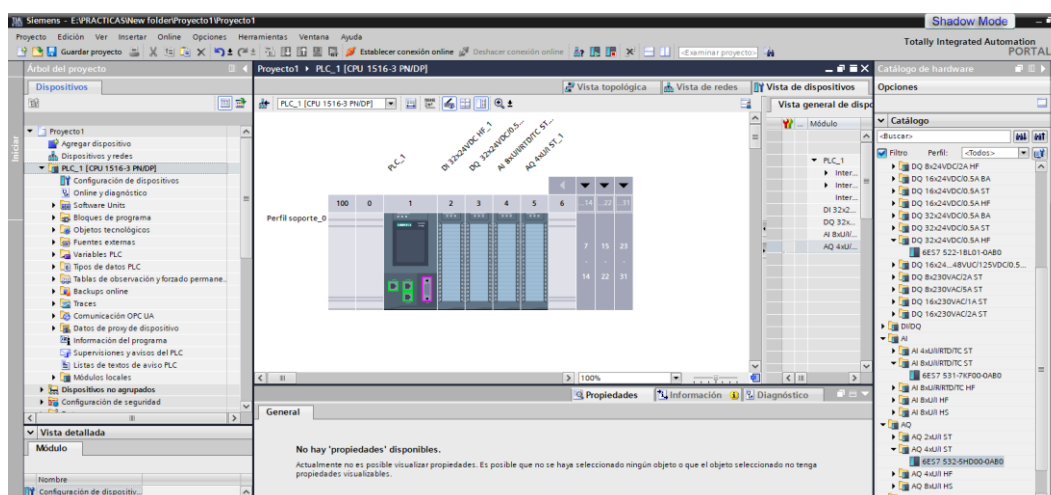 Siemens - E:\PRACTICAS\New folder\Proyecto1\Proyecto1
Shadow Mode
Proyecto Edición Ver Insertar Online Opciones Herramientas Ventana Ayuda
Totally Integrated Automation
PORTAL
Guardar proyecto
Establecer conexión online
Deshacer conexión online
<Examinar proyecto>
Árbol del proyecto
Dispositivos
Iniciar
Proyecto1
Agregar dispositivo
Dispositivos y redes
PLC_1 [CPU 1516-3 PN/DP]
Configuración de dispositivos
Online y diagnóstico
Software Units
Bloques de programa
Objetos tecnológicos
Fuentes externas
Variables PLC
Tipos de datos PLC
Tablas de observación y forzado permane...
Backups online
Traces
Comunicación OPC UA
Datos de proxy de dispositivo
Información del programa
Supervisiones y avisos del PLC
Listas de textos de aviso PLC
Módulos locales
Dispositivos no agrupados
Configuración de seguridad
Vista detallada
Módulo
Nombre
Configuración de dispositiv...
Proyecto1 PLC_1 [CPU 1516-3 PN/DP]
Vista topológica
Vista de redes
Vista de dispositivos
PLC_1 [CPU 1516-3 PN/DP]
PLC_1
DI 32x24VDC HF_1
DQ 32x24VDC/0.5...
AI 8xU/I/RTD/TC ST...
AQ 4xU/I ST_1
100 0 1 2 3 4 5 6 ...14 ...22 ...31
Perfil soporte_0
7 15 23
14 22 31
100%
Vista general de dispo
... Módulo
PLC_1
Inter...
Inter...
Inter...
DI 32x2...
DQ 32x...
AI 8xU/I/...
AQ 4xU/...
Propiedades
Información
Diagnóstico
General
No hay 'propiedades' disponibles.
Actualmente no es posible visualizar propiedades. Es posible que no se haya seleccionado ningún objeto o que el objeto seleccionado no tenga
propiedades visualizables.
Catálogo de hardware
Opciones
Catálogo
<Buscar>
Filtro Perfil: <Todos>
DQ 8x24VDC/2A HF
DQ 16x24VDC/0.5A BA
DQ 16x24VDC/0.5A ST
DQ 16x24VDC/0.5A HF
DQ 32x24VDC/0.5A BA
DQ 32x24VDC/0.5A ST
DQ 32x24VDC/0.5A HF
6ES7 522-1BL01-0AB0
DQ 16x24...48VUC/125VDC/0.5...
DQ 8x230VAC/2A ST
DQ 8x230VAC/5A ST
DQ 16x230VAC/1A ST
DQ 16x230VAC/2A ST
DI/DQ
AI
AI 4xU/I/RTD/TC ST
AI 8xU/I/RTD/TC ST
6ES7 531-7KF00-0AB0
AI 8xU/R/RTD/TC HF
AI 8xU/I HF
AI 8xU/I HS
AQ
AQ 2xU/I ST
AQ 4xU/I ST
6ES7 532-5HD00-0AB0
AQ 4xU/I HF
AQ 8xU/I HS